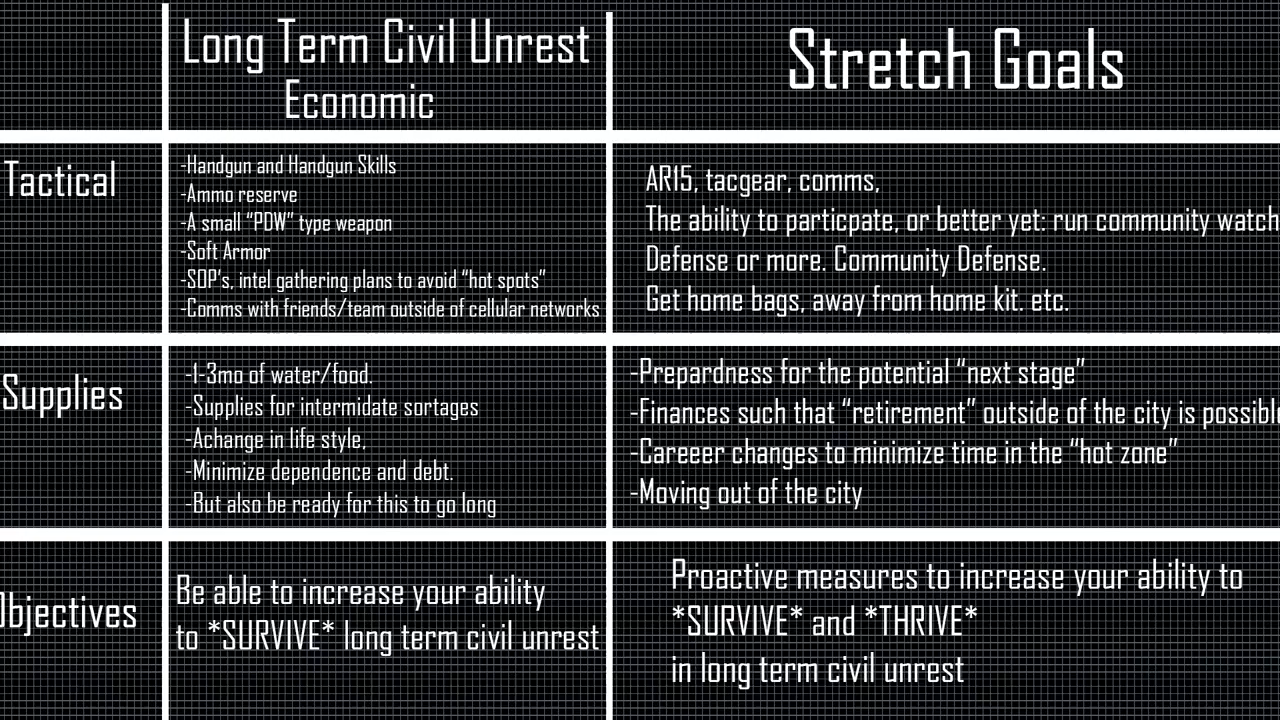 Long Term Civil Unrest
Economic
Stretch Goals
Tactical
-Handgun and Handgun Skills
-Ammo reserve
-A small “PDW” type weapon
-Soft Armor
-SOP's, intel gathering plans to avoid “hot spots”
-Comms with friends/team outside of cellular networks
AR15, tacgear, comms,
The ability to particpate, or better yet: run community watch
Defense or more. Community Defense.
Get home bags, away from home kit. etc.
Supplies
-1-3mo of water/food.
-Supplies for intermidate sortages
-Achange in life style,
-Minimize dependence and debt.
-But also be ready for this to go long
-Prepardness for the potential “next stage”
-Finances such that “retirement” outside of the city is possibl
-Careeer changes to minimize time in the “hot zone”
-Moving out of the city
Objectives
Be able to increase your ability
to *SURVIVE* long term civil unrest
Proactive measures to increase your ability to
*SURVIVE* and *THRIVE*
in long term civil unrest